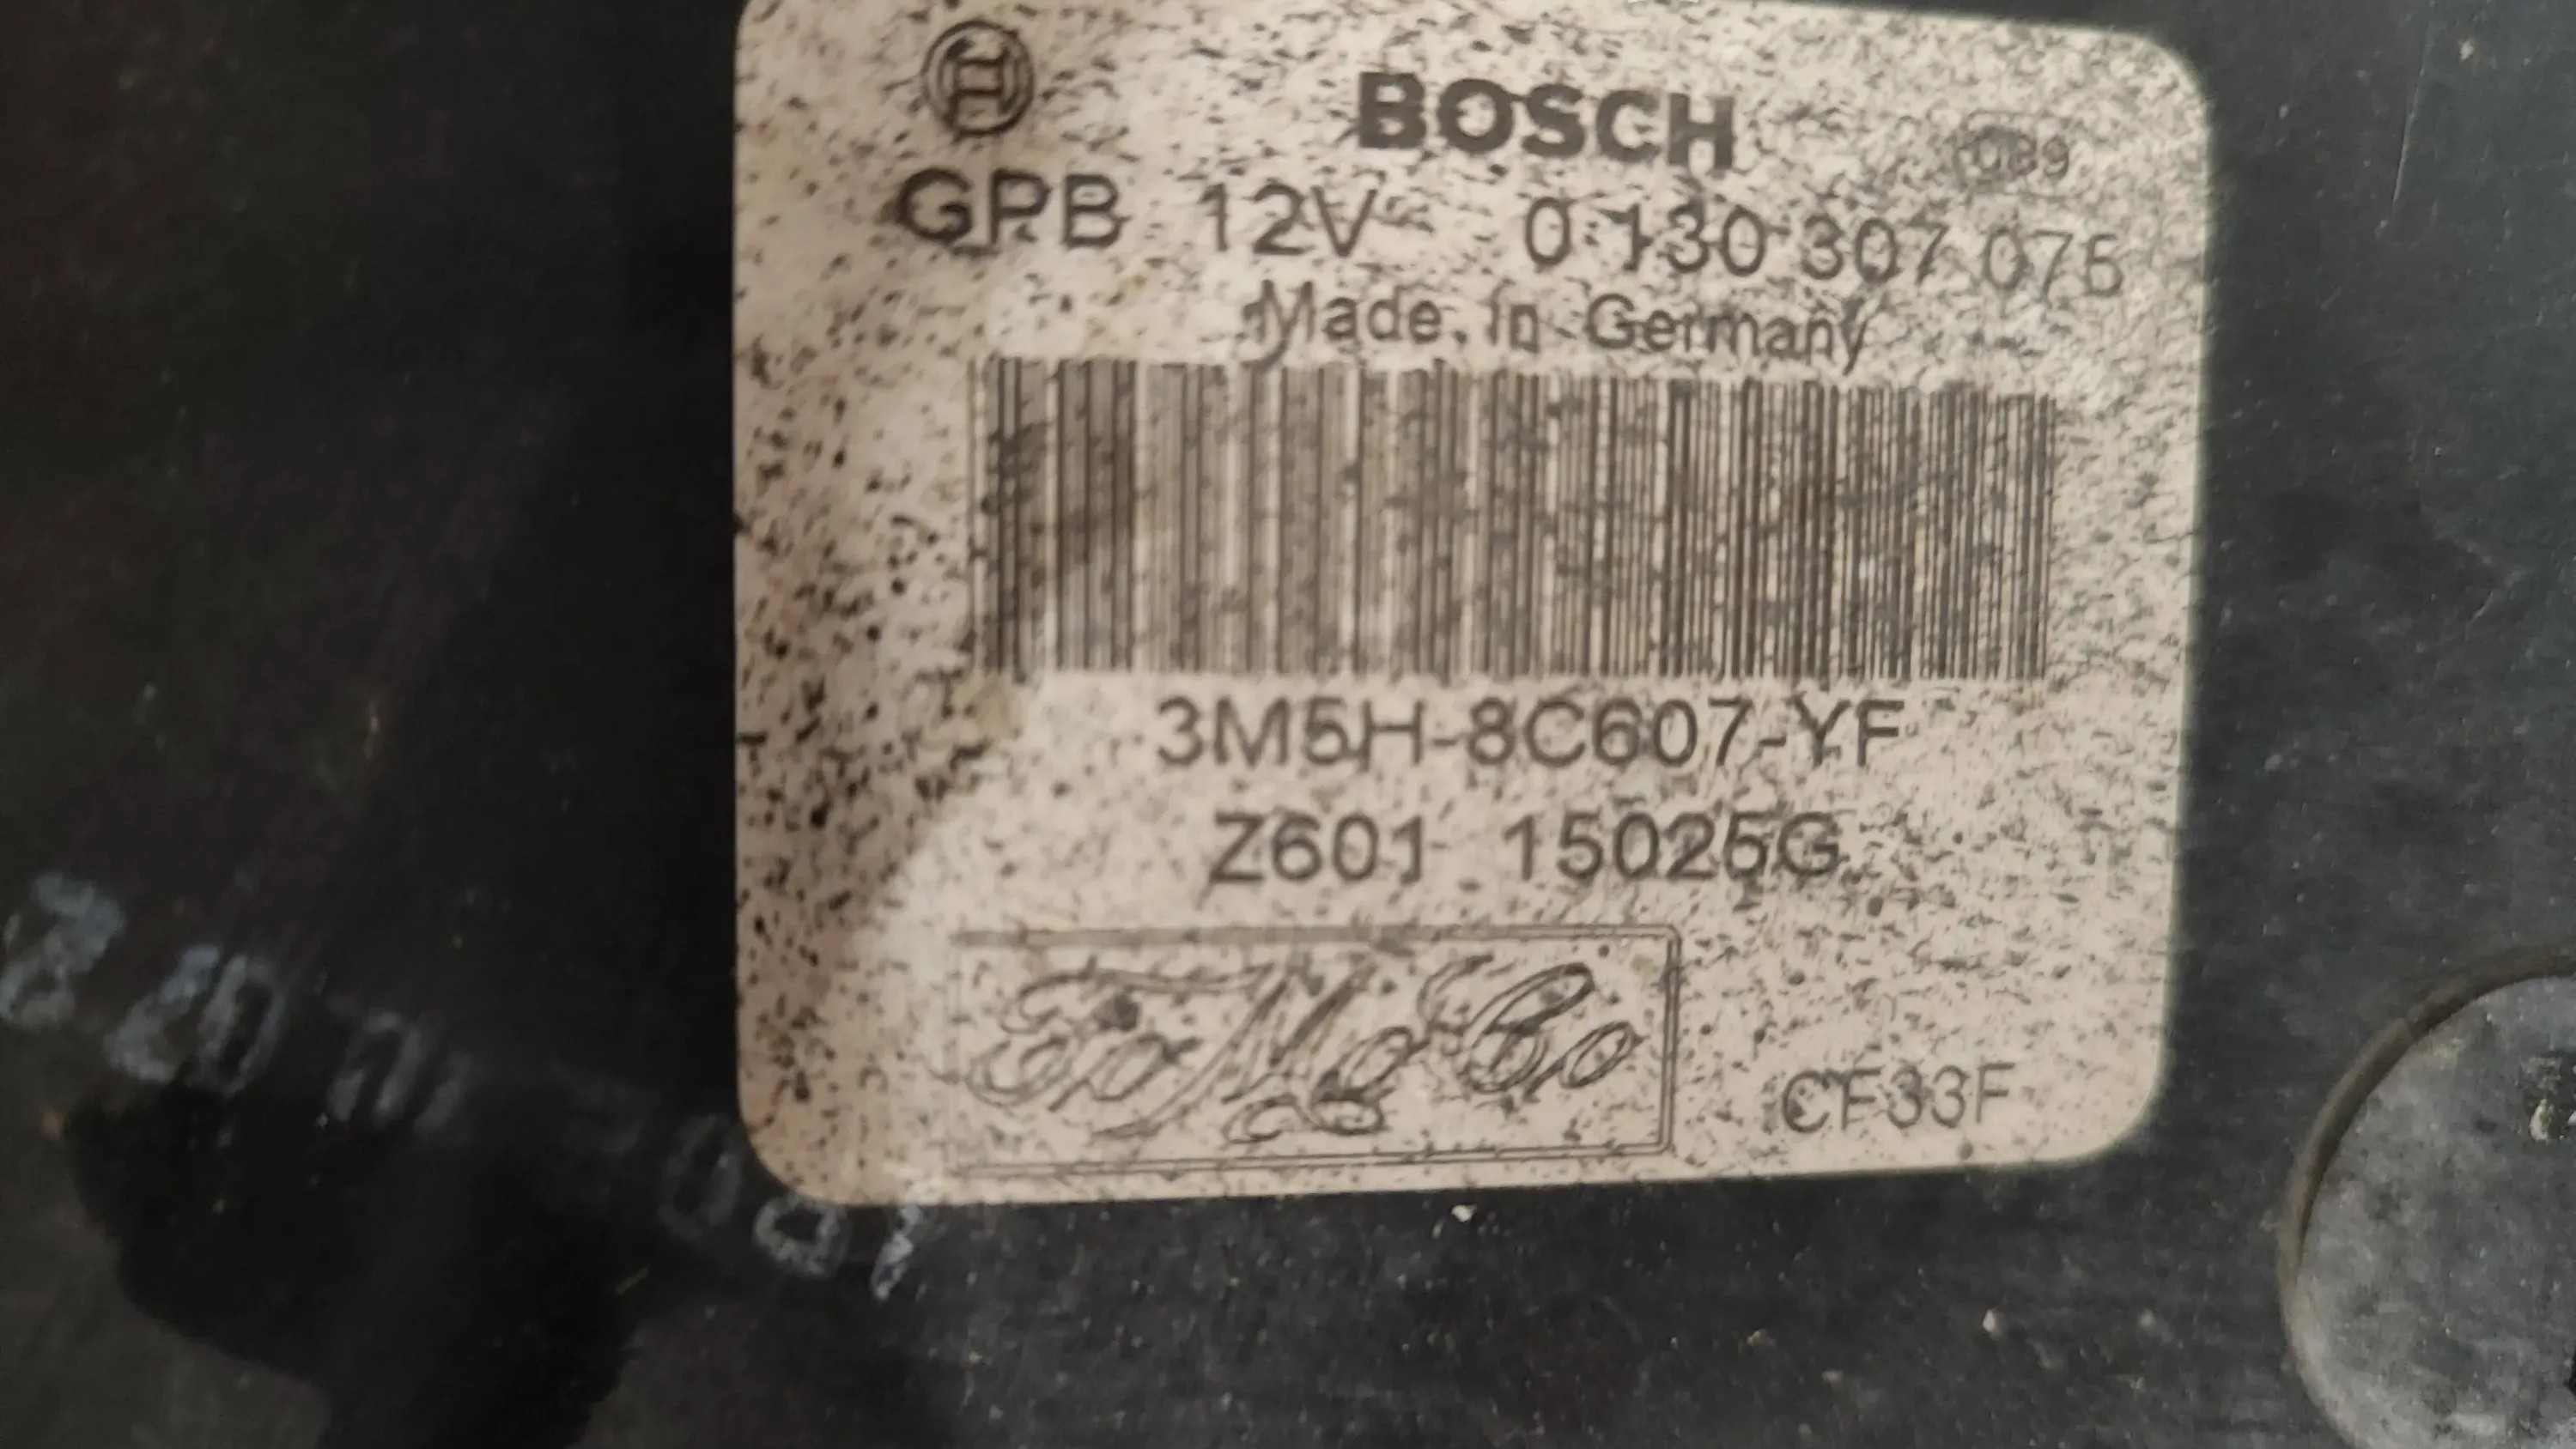 BOSCH
GPB 12V 0 130 307 075
Made in Germany
3M5H-8C607-YF
Z601 15025G
FoMoCo
CF33F